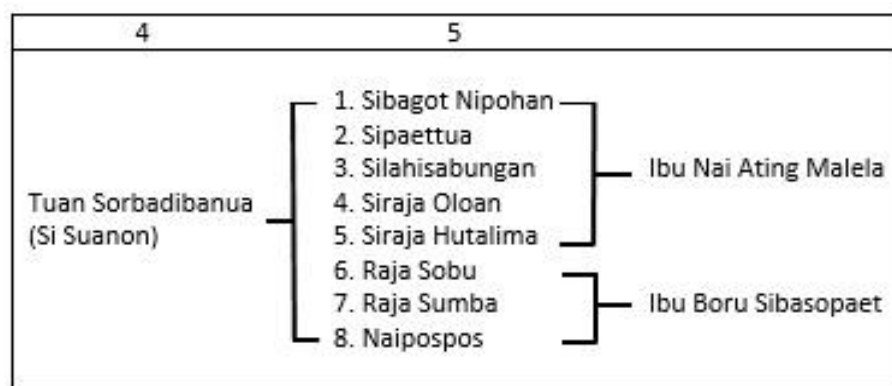 4 5
1. Sibagot Nipohan
2. Sipaettua
3. Silahisabungan Ibu Nai Ating Malela
Tuan Sorbadibanua 4. Siraja Oloan
(Si Suanon) 5. Siraja Hutalima
6. Raja Sobu
7. Raja Sumba Ibu Boru Sibasopaet
8. Naipospos